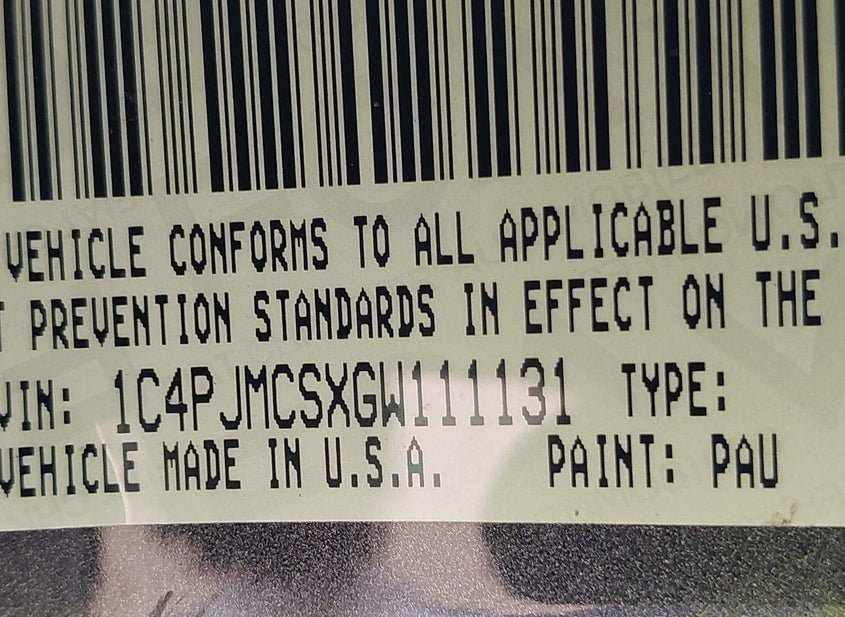 VEHICLE CONFORMS TO ALL APPLICABLE U.S.
T PREVENTION STANDARDS IN EFFECT ON THE
VIN: 1C4PJMCSXGW111131 TYPE:
VEHICLE MADE IN U.S.A. PAINT: PAU